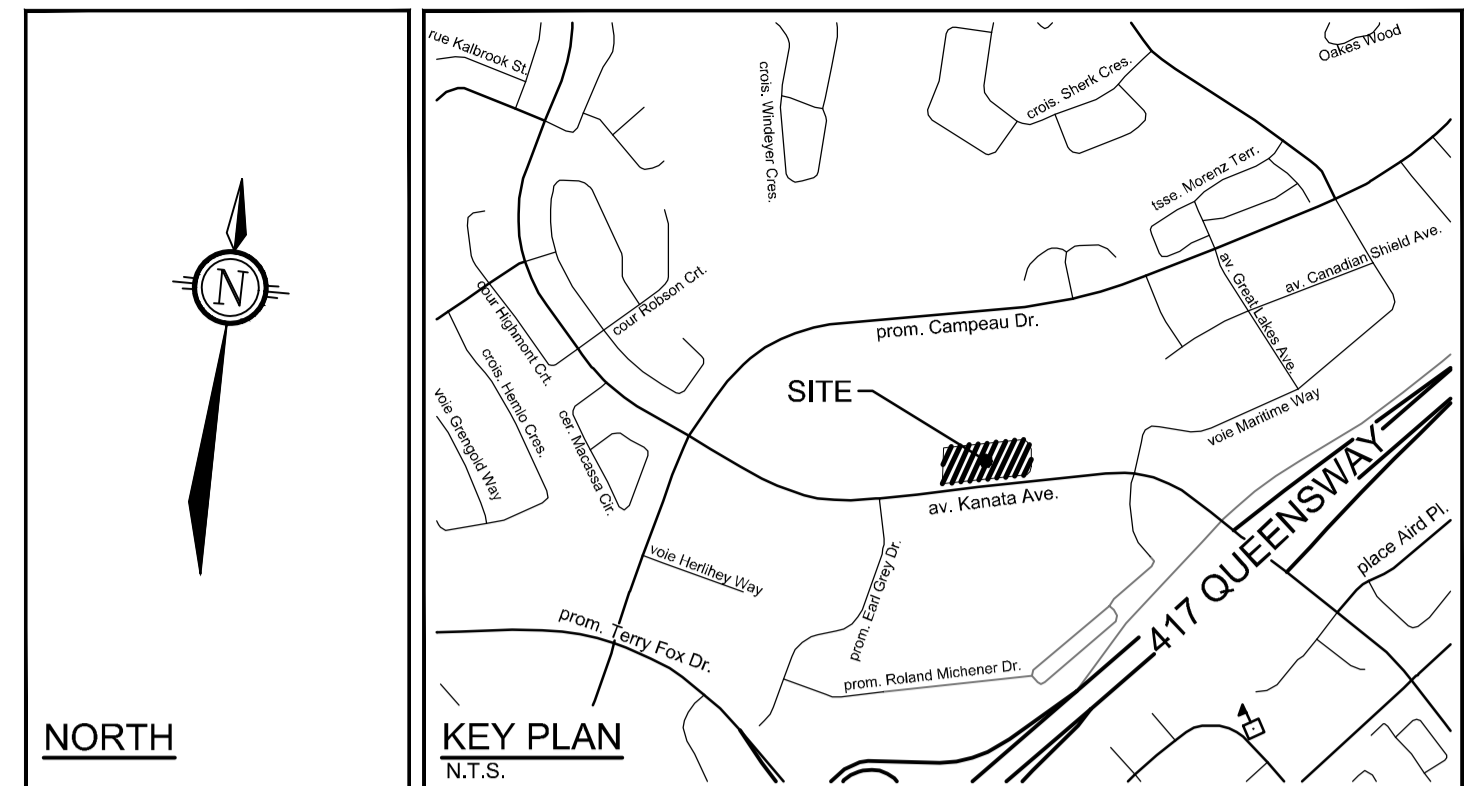 N
NORTH
rue Kalbrook St.
crois. Windeyer Cres.
crois. Sherk Cres.
Oakes Wood
tsse. Morenz Terr.
av. Canadian Shield Ave.
av. Great Lakes Ave.
cour Highmont Crt.
cour Robson Crt.
prom. Campeau Dr.
crois. Hemlo Cres.
voie Grengold Way
cer. Macassa Cir.
SITE
voie Maritime Way
av. Kanata Ave.
417 QUEENSWAY
place Aird Pl.
voie Herlihey Way
prom. Earl Grey Dr.
prom. Terry Fox Dr.
prom. Roland Michener Dr.
KEY PLAN
N.T.S.